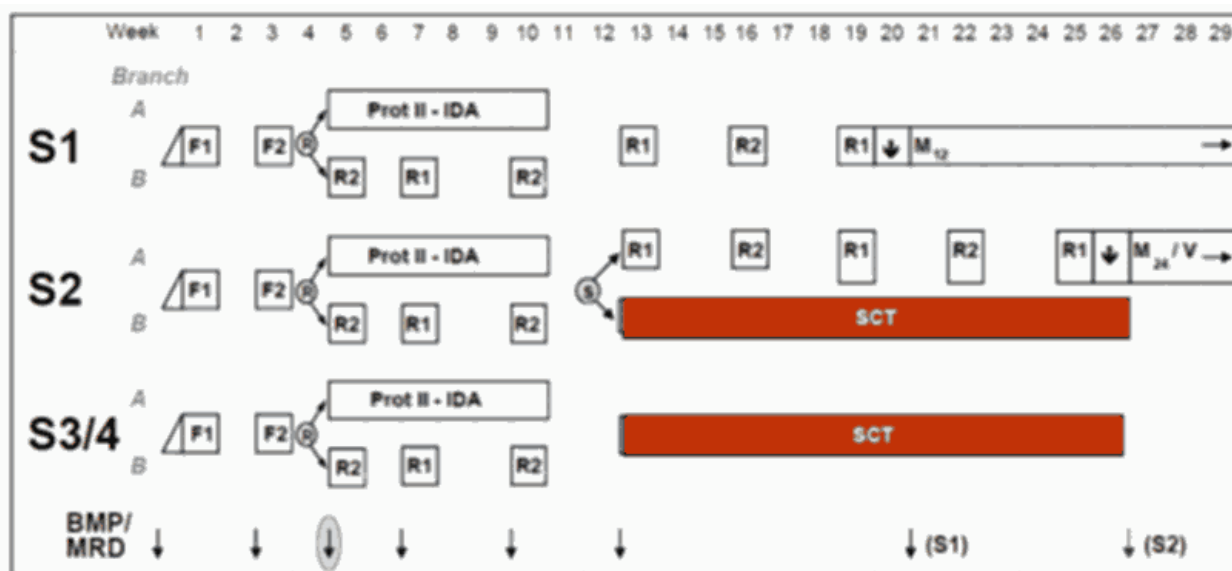 Week 1 2 3 4 5 6 7 8 9 10 11 12 13 14 15 16 17 18 19 20 21 22 23 24 25 26 27 28 29
Branch
A
Prot II - IDA
S1
F1 F2 R R1 R2 R1 M12
B
R2 R1 R2
A
Prot II - IDA R1 R2 R1 R2 R1 M24 / V
S2
F1 F2 R S
B
R2 R1 R2 SCT
A
Prot II - IDA
S3/4
F1 F2 R SCT
B
R2 R1 R2
BMP/
MRD (S1) (S2)